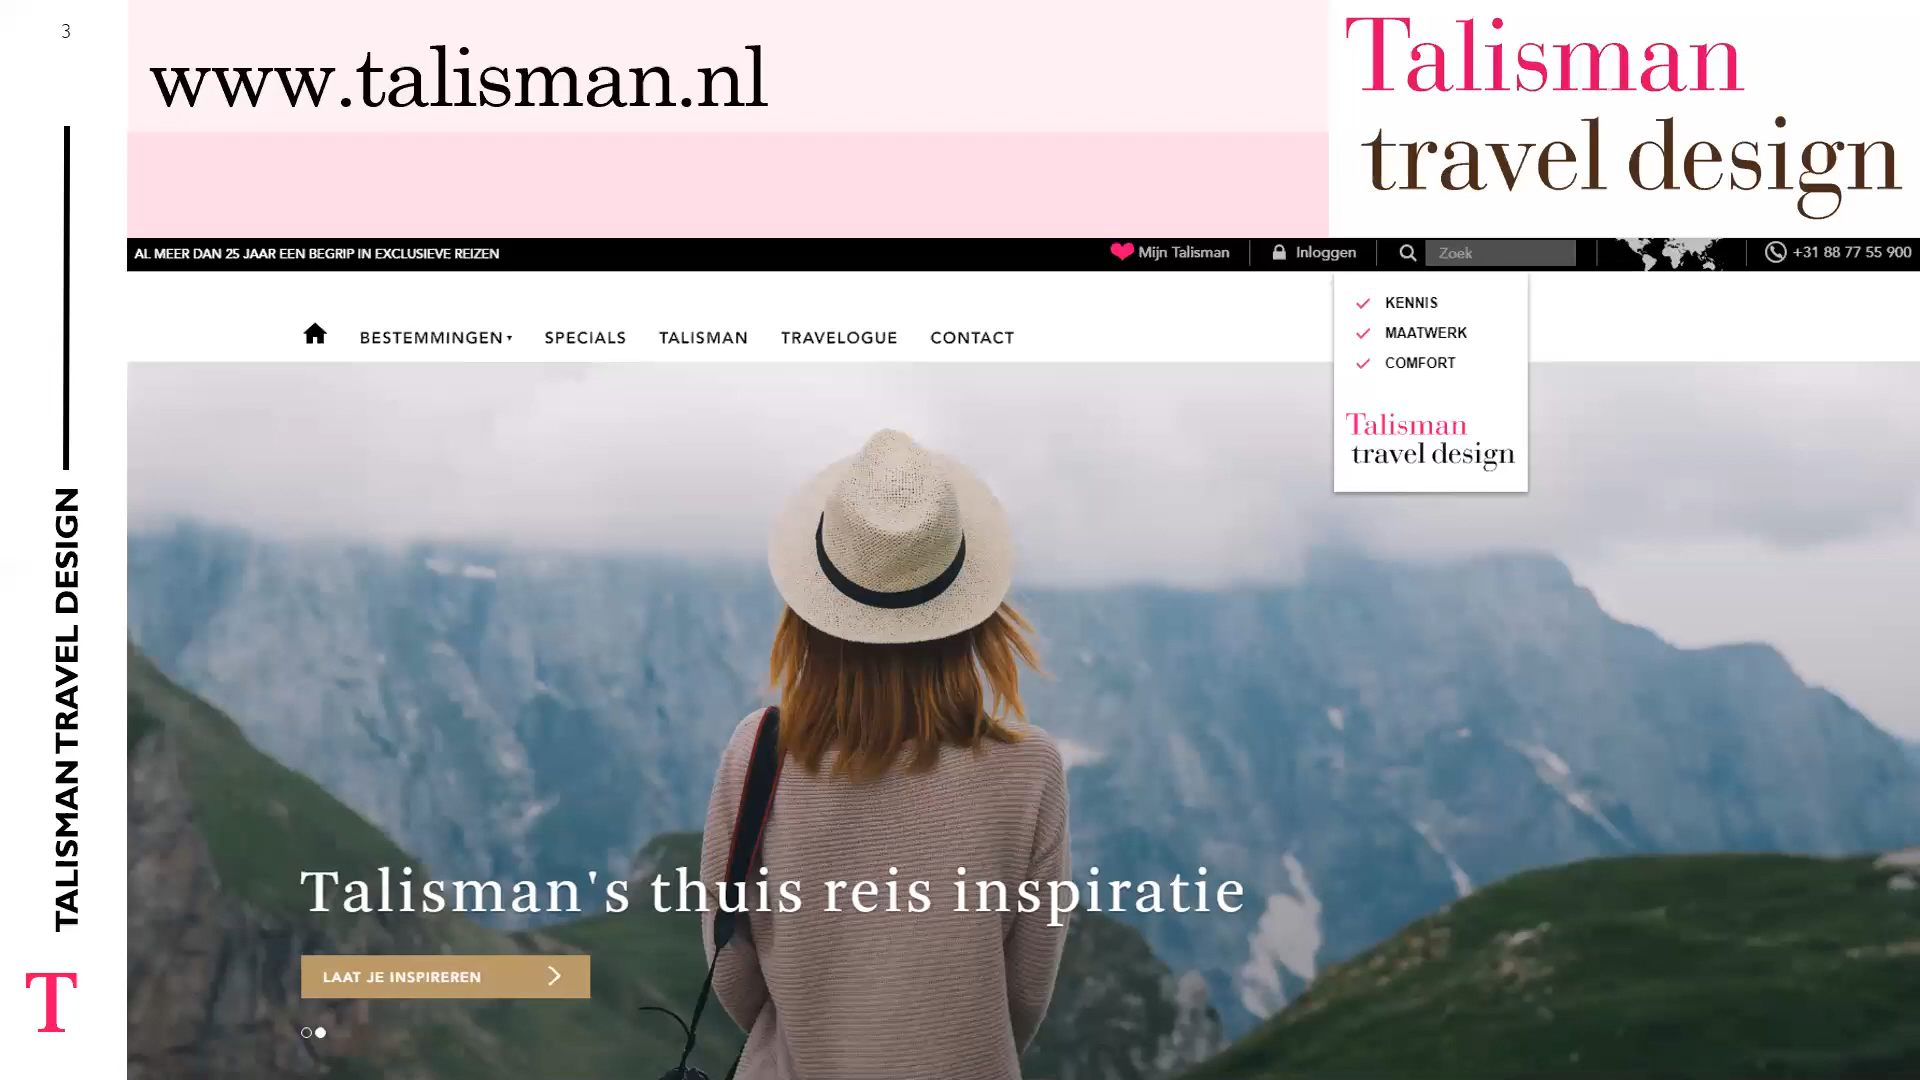 3
www.talisman.nl
Talisman
travel design
AL MEER DAN 25 JAAR EEN BEGRIP IN EXCLUSIEVE REIZEN
Mijn Talisman
Inloggen
Zoek
+31 88 77 55 900
BESTEMMINGEN
SPECIALS
TALISMAN
TRAVELOGUE
CONTACT
KENNIS
MAATWERK
COMFORT
Talisman
travel design
TALISMAN TRAVEL DESIGN
Talisman's thuis reis inspiratie
LAAT JE INSPIREREN
T